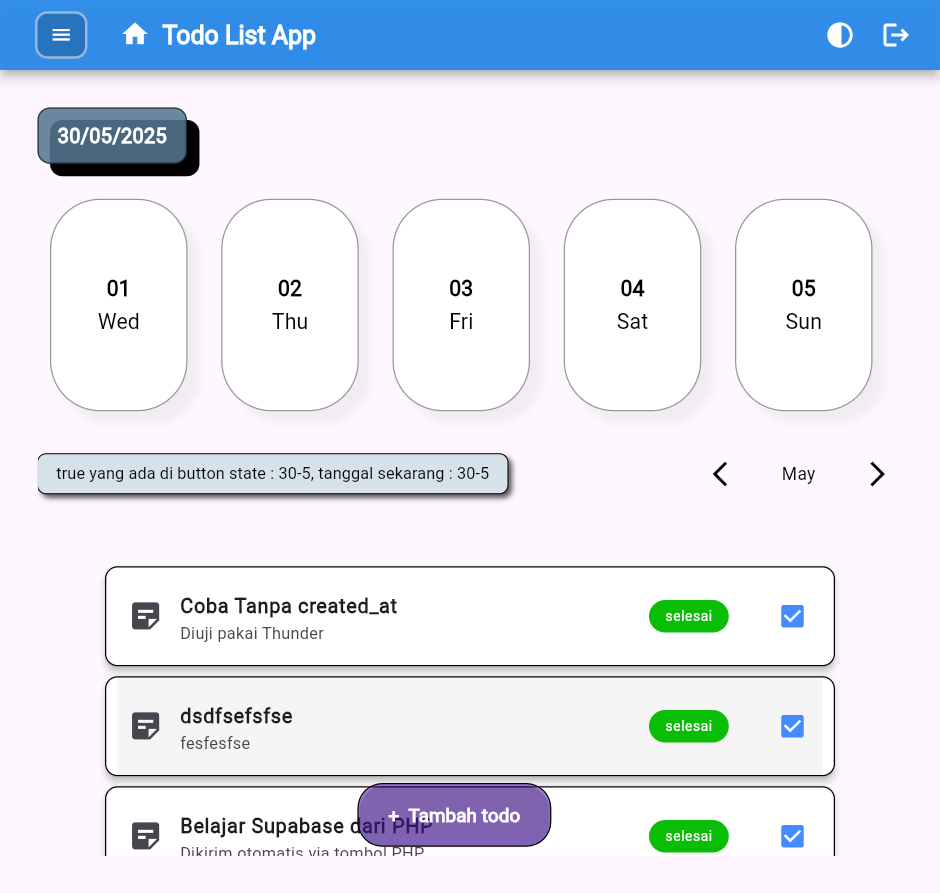 Todo List App
30/05/2025
01
Wed
02
Thu
03
Fri
04
Sat
05
Sun
true yang ada di button state : 30-5, tanggal sekarang : 30-5
May
Coba Tanpa created_at
Diuji pakai Thunder
selesai
dsdfsefsfse
fesfesfse
selesai
+ Tambah todo
Belajar Supabase dari PHP
Dikirim otomatis via tombol PHP
selesai